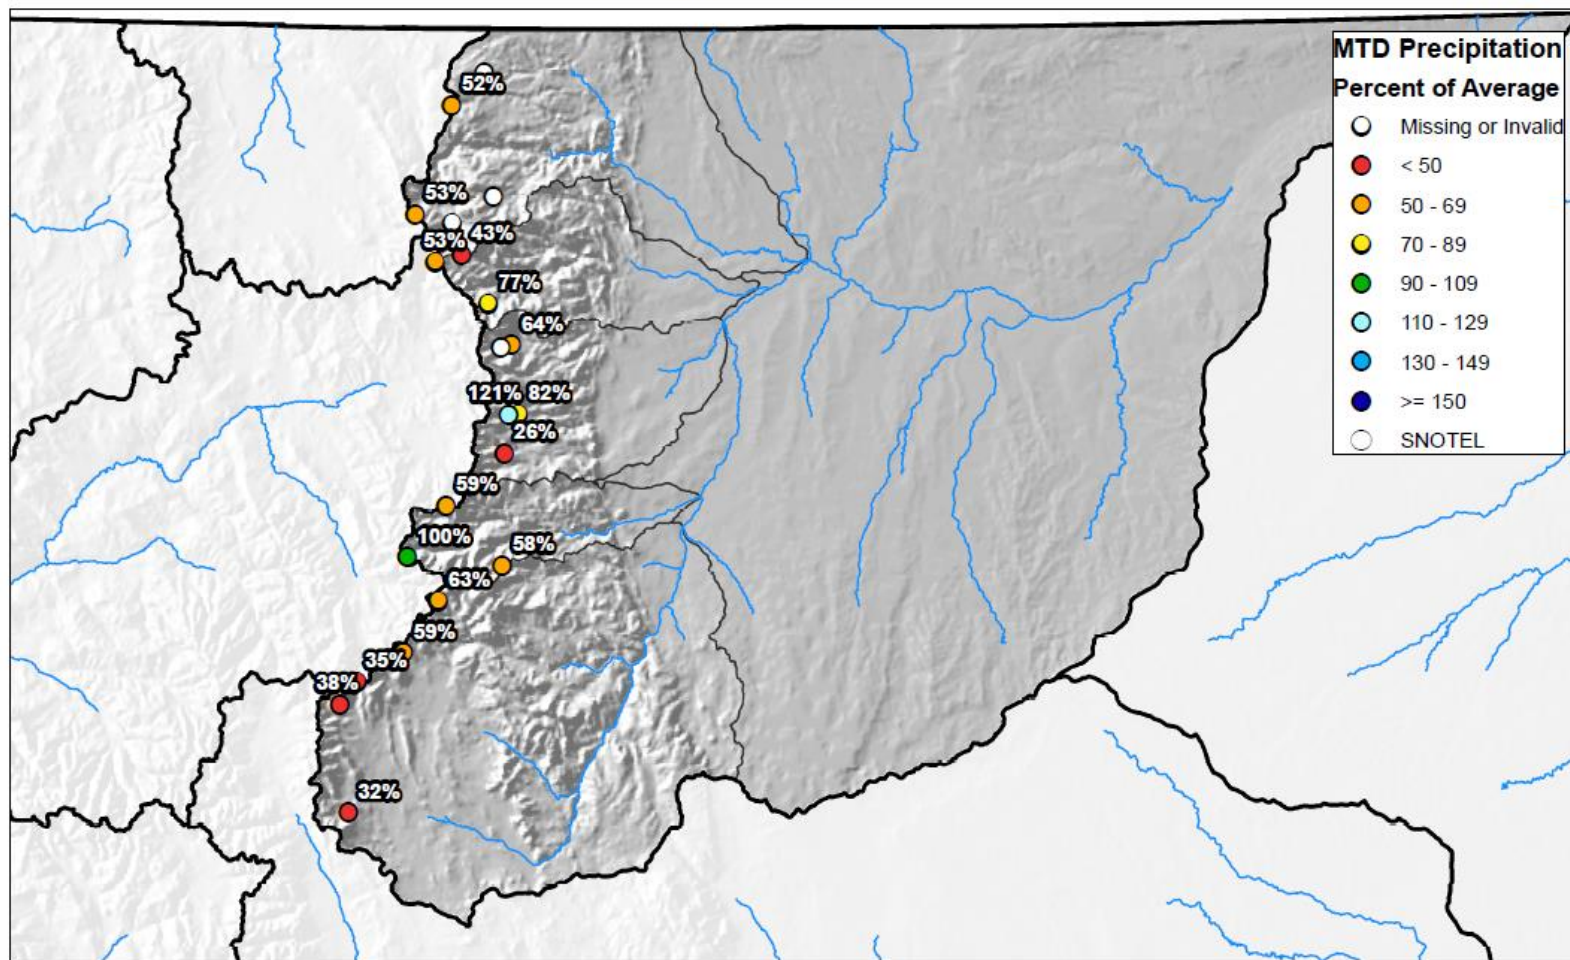 MTD Precipitation
Percent of Average
Missing or Invalid
< 50
50 - 69
70 - 89
90 - 109
110 - 129
130 - 149
>= 150
SNOTEL
52%
53%
43%
53%
77%
64%
121% 82%
26%
59%
100%
58%
63%
59%
35%
38%
32%